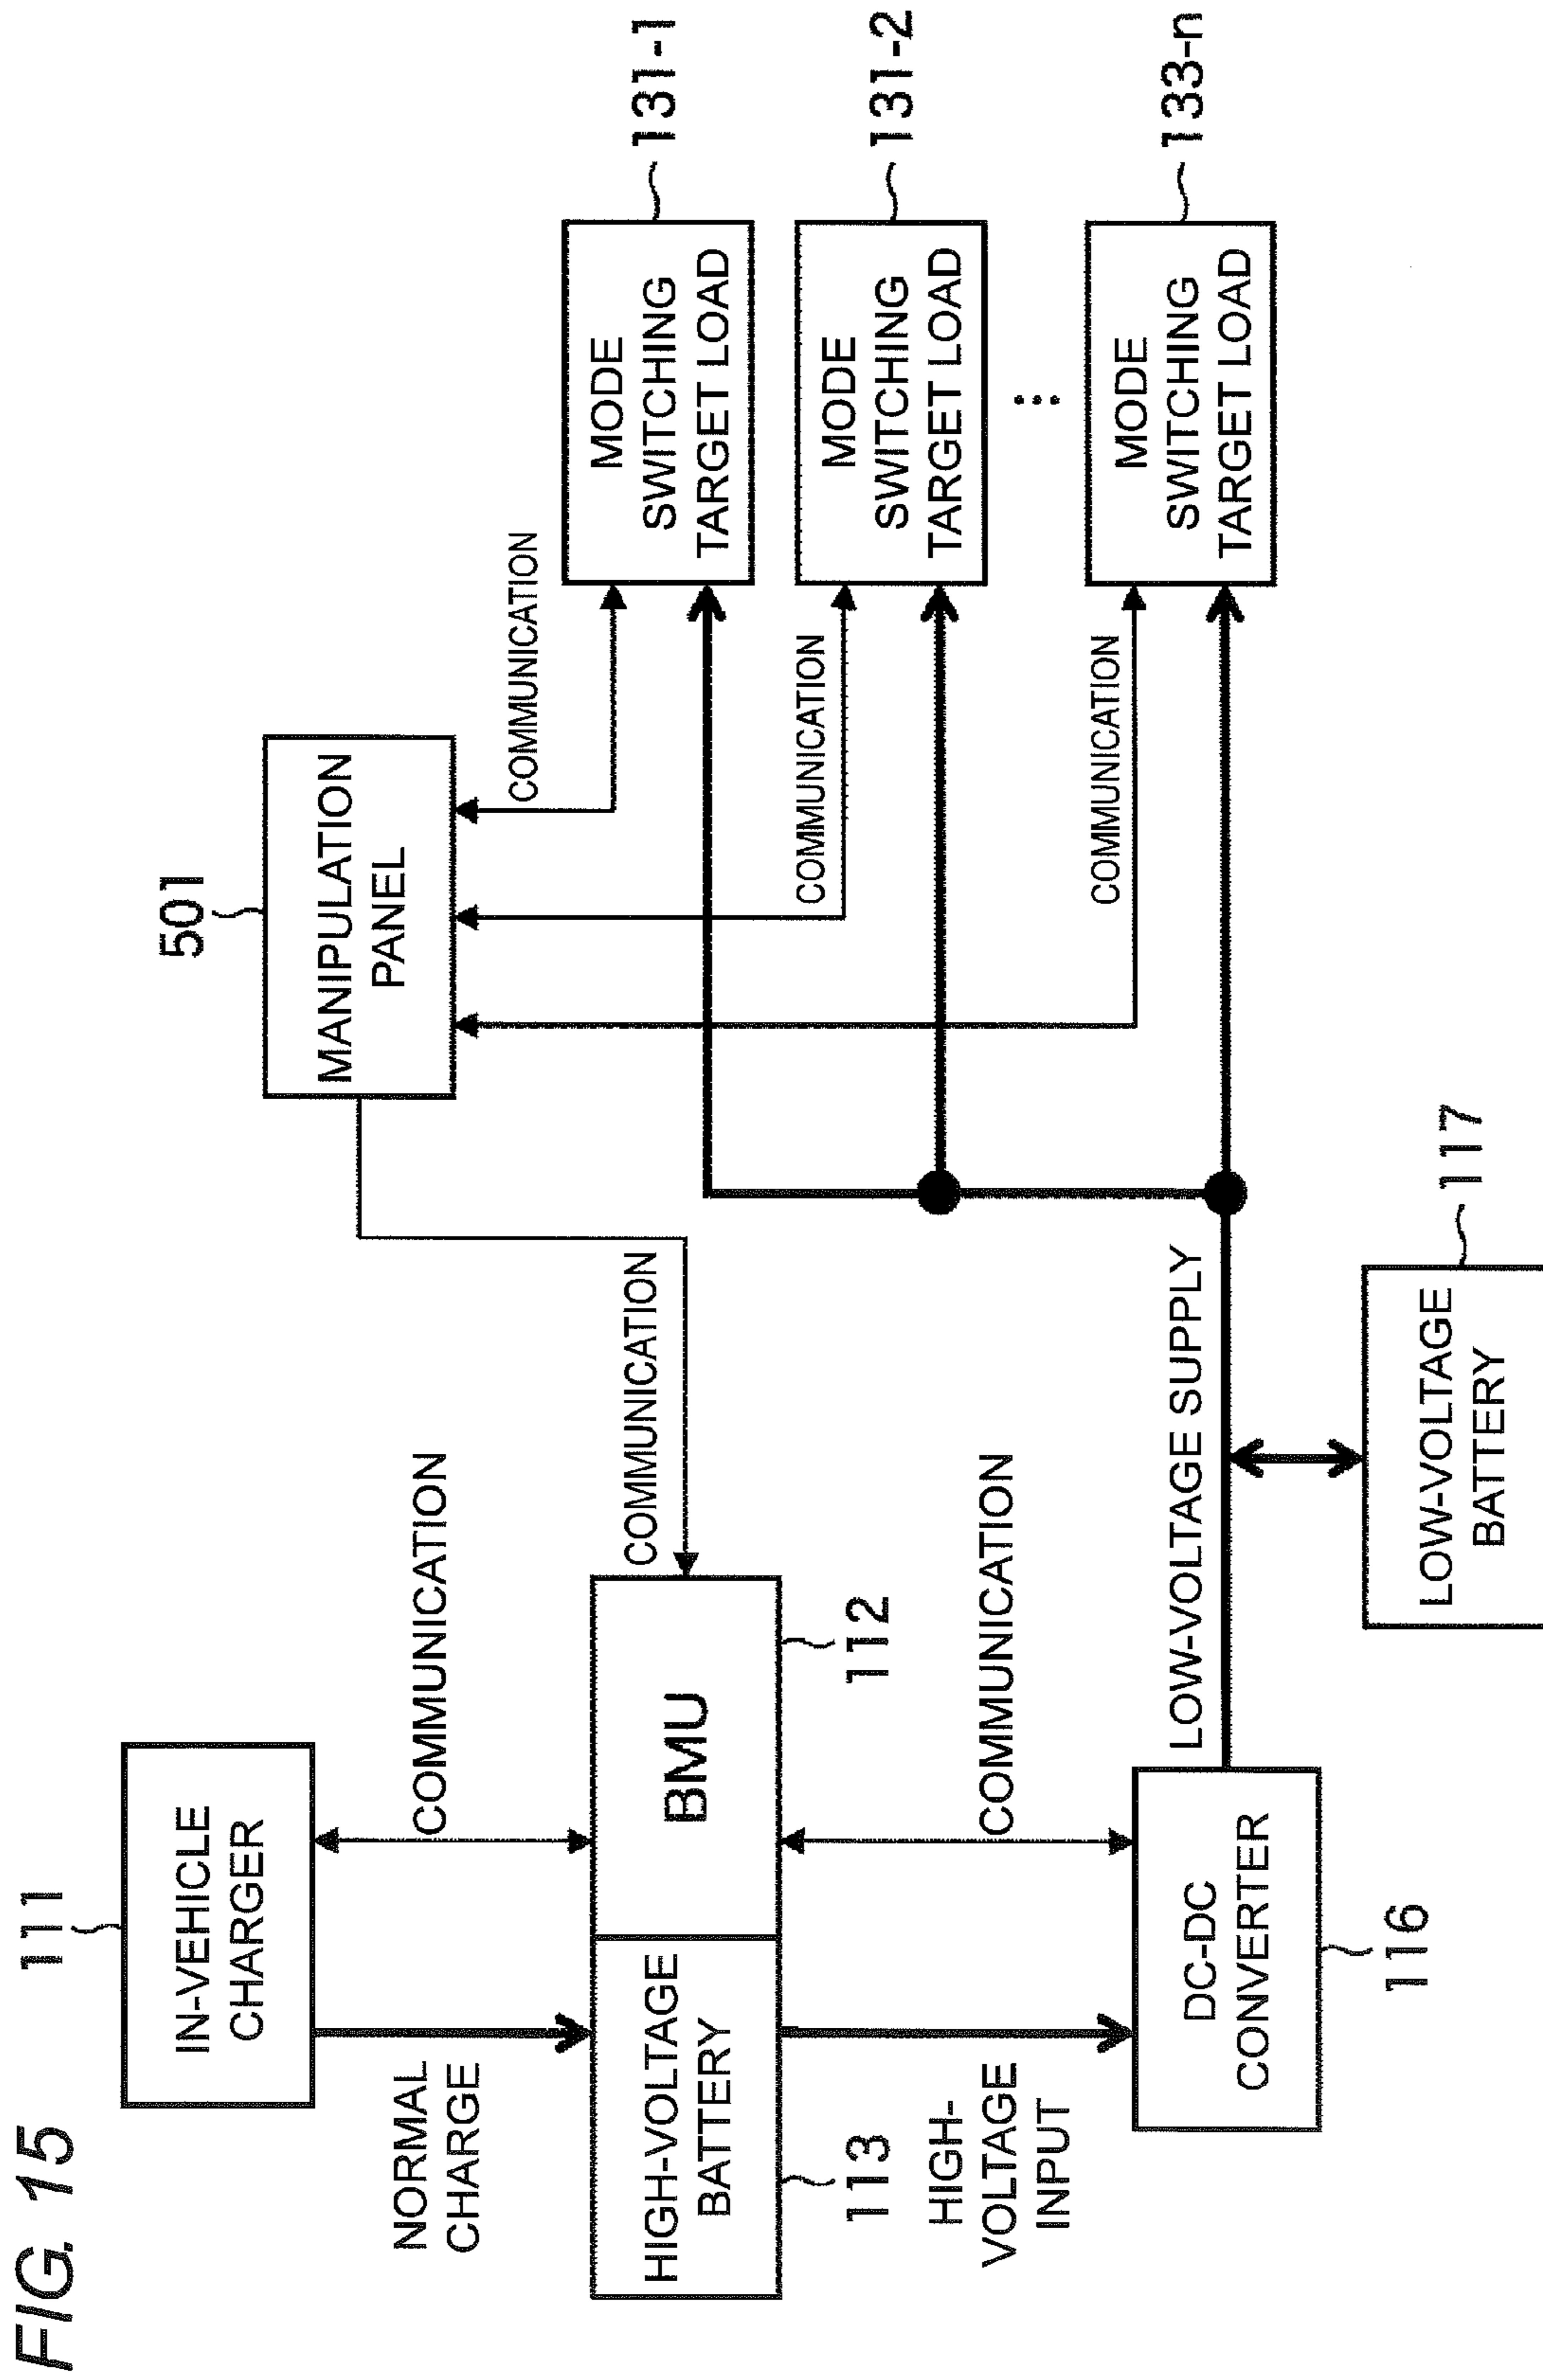 FIG. 15
111
IN-VEHICLE
CHARGER
NORMAL
CHARGE
COMMUNICATION
501
MANIPULATION
PANEL
COMMUNICATION
HIGH-VOLTAGE
BATTERY
113
BMU
112
COMMUNICATION
MODE
SWITCHING
TARGET LOAD
131-1
COMMUNICATION
MODE
SWITCHING
TARGET LOAD
131-2
HIGH-
VOLTAGE
INPUT
COMMUNICATION
COMMUNICATION
MODE
SWITCHING
TARGET LOAD
133-n
DC-DC
CONVERTER
116
LOW-VOLTAGE SUPPLY
LOW-VOLTAGE
BATTERY
117